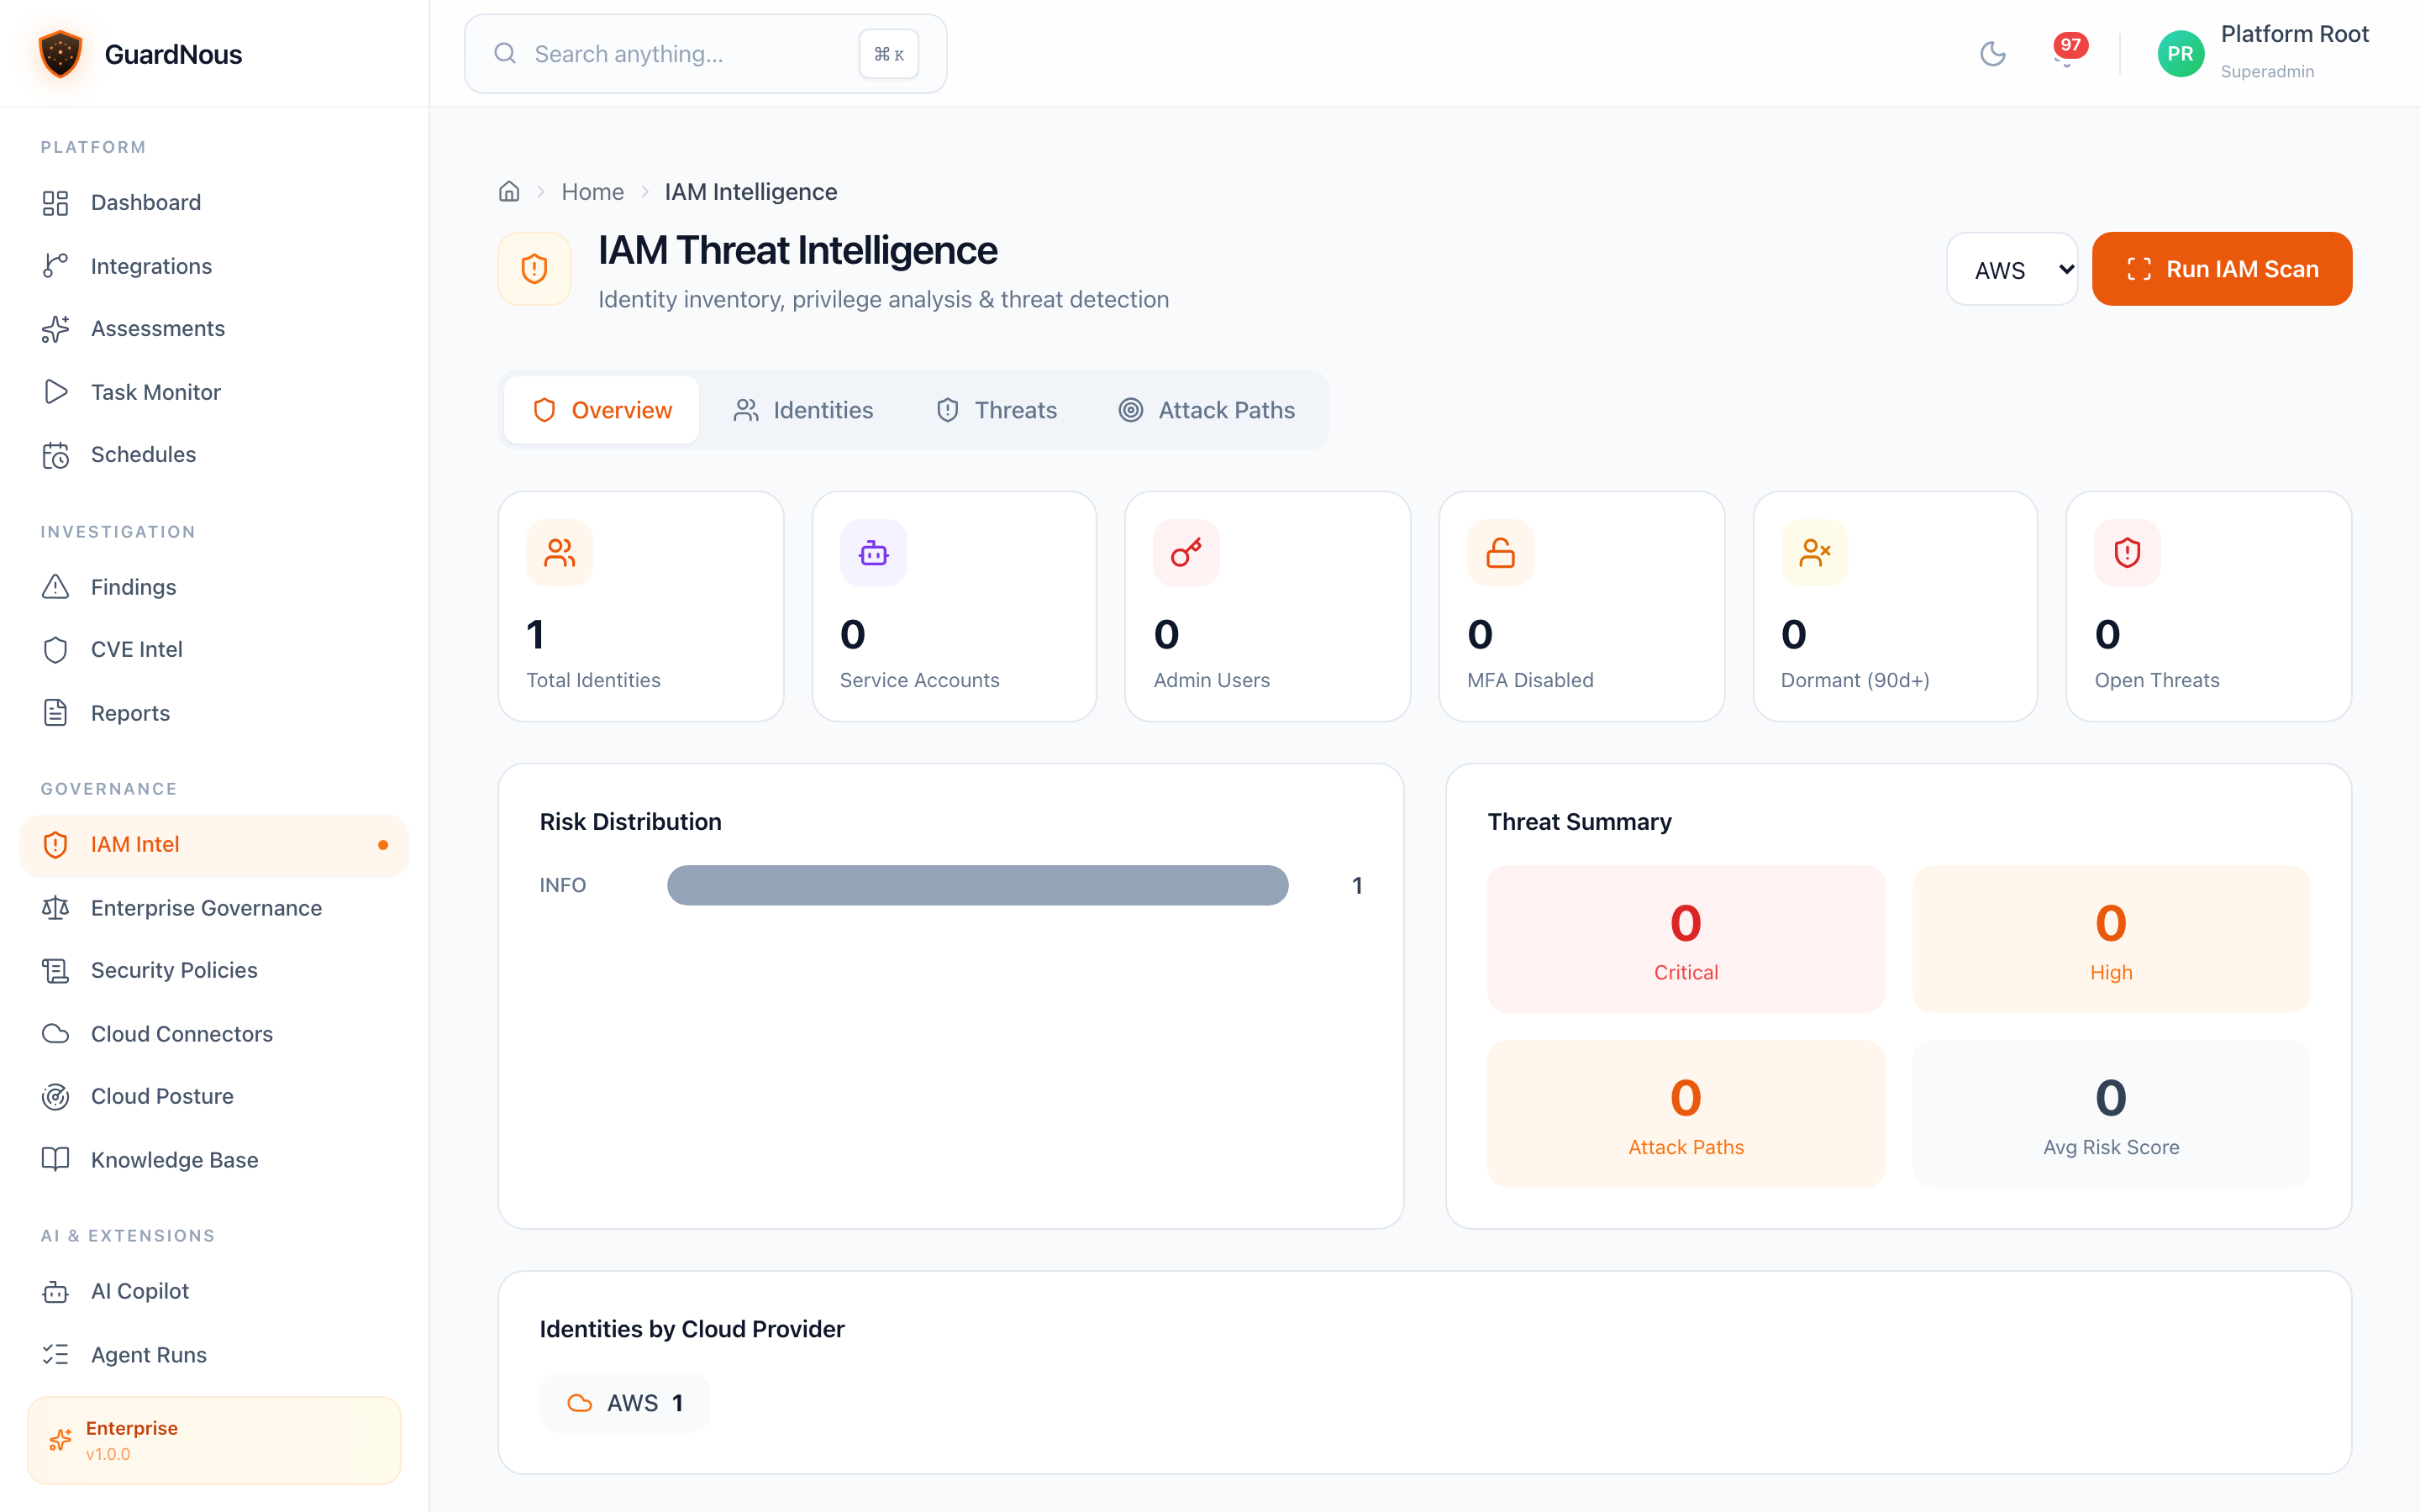 GuardNous
Search anything...
⌘ K
97
PR
Platform Root
Superadmin
PLATFORM
Dashboard
Integrations
Assessments
Task Monitor
Schedules
INVESTIGATION
Findings
CVE Intel
Reports
GOVERNANCE
IAM Intel
Enterprise Governance
Security Policies
Cloud Connectors
Cloud Posture
Knowledge Base
AI & EXTENSIONS
AI Copilot
Agent Runs
Enterprise
v1.0.0
Home
IAM Intelligence
IAM Threat Intelligence
Identity inventory, privilege analysis & threat detection
AWS
Run IAM Scan
Overview
Identities
Threats
Attack Paths
1
Total Identities
0
Service Accounts
0
Admin Users
0
MFA Disabled
0
Dormant (90d+)
0
Open Threats
Risk Distribution
INFO
1
Threat Summary
0
Critical
0
High
0
Attack Paths
0
Avg Risk Score
Identities by Cloud Provider
AWS 1